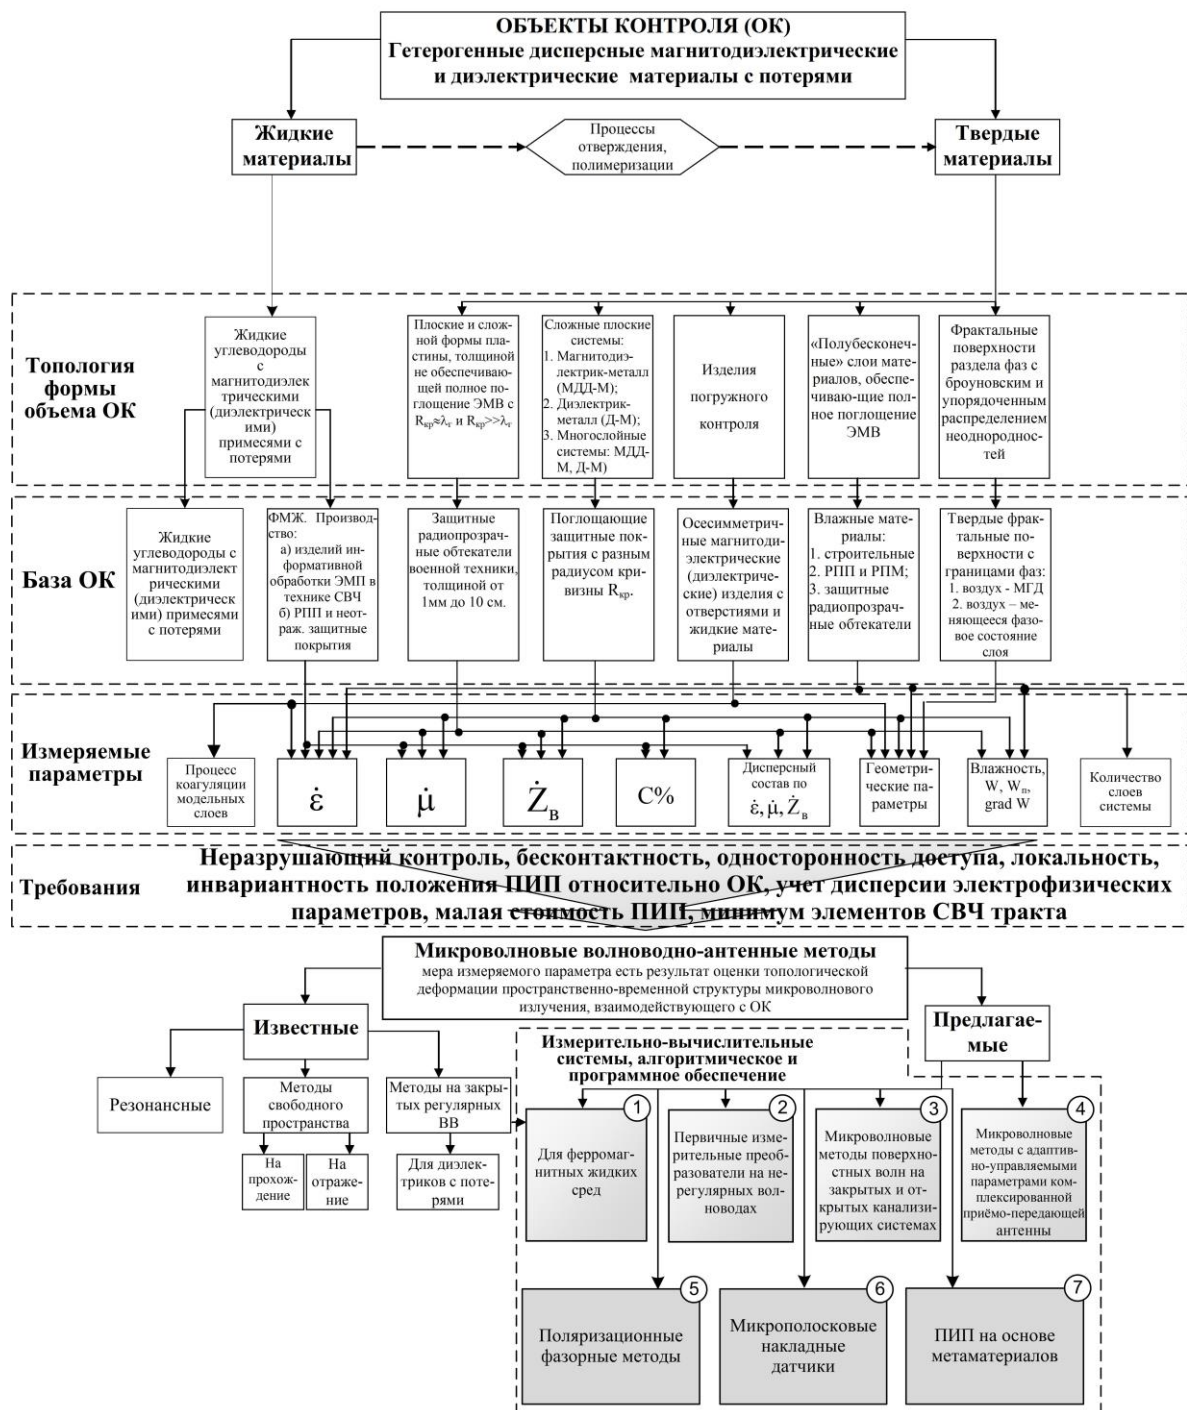 ОБЪЕКТЫ КОНТРОЛЯ (ОК)
Гетерогенные дисперсные магнитодиэлектрические
и диэлектрические материалы с потерями
Жидкие
материалы
Процессы
отверждения,
полимеризации
Твердые
материалы
Топология
формы
объема ОК
Жидкие
углеводороды
с
магнитодиэлек
трическими
(диэлектрическ
ими)
примесями с
потерями
Плоские и слож-
ной формы пла-
стины, толщиной
не обеспечиваю-
щей полное по-
глощение ЭМВ с
Rкр≈λг и Rкр>>λг
Сложные плоские
системы:
1. Магнитодиэ-
лектрик-металл
(МДД-М);
2. Диэлектрик-
металл (Д-М);
3. Многослойные
системы: МДД-
М, Д-М)
Изделия
погружного
контроля
«Полубесконеч-
ные» слои мате-
риалов, обеспе-
чиваю-щие пол-
ное поглощение
ЭМВ
Фрактальные
поверхности
раздела фаз с
броуновским и
упорядоченным
распределением
неоднородно-
стей
База ОК
Жидкие
углеводороды с
магнитодиэлект
рическими
(диэлектрическ
ими) примесями
с потерями
ФМЖ. Производ-
ство:
а) изделий ин-
формативной
обработки ЭМП в
технике СВЧ
б) РПП и неот-
раж. защитные
покрытия
Защитные
радиопрозрач-
ные обтекатели
военной техники,
толщиной от
1мм до 10 см.
Поглощающие
защитные по-
крытия с разным
радиусом кри-
визны Rкр.
Осесимметрич-
ные магнитоди-
электрические
(диэлектриче-
ские) изделия с
отверстиями и
жидкие мате-
риалы
Влажные мате-
риалы:
1. строительные
2. РПП и РПМ;
3. защитные
радиопрозрач-
ные обтекатели
Твердые фрак-
тальные по-
верхности с
границами фаз:
1. воздух - МГД
2. воздух – ме-
няющееся фазо-
вое состояние
слоя
Измеряемые
параметры
Процесс
коагуляции
модельных
слоев
ε̇
μ̇
Żв
C%
Дисперсный
состав по
ε̇, μ̇, Żв
Геометри-
ческие па-
раметры
Влажность,
W, Wп,
grad W
Количество
слоев
системы
Требования
Неразрушающий контроль, бесконтактность, односторонность доступа, локальность,
инвариантность положения ПИП относительно ОК, учет дисперсии электрофизических
параметров, малая стоимость ПИП, минимум элементов СВЧ тракта
Микроволновые волноводно-антенные методы
мера измеряемого параметра есть результат оценки топологической
деформации пространственно-временной структуры микроволнового
излучения, взаимодействующего с ОК
Известные
Предлагае-
мые
Резонансные
Методы
свободного
пространства
Методы на закры-
тых регулярных
ВВ
На
прохож-
дение
На
отражение
Для диэлек-
триков с поте-
рями
Измерительно-вычислительные
системы, алгоритмическое и
программное обеспечение
1
Для ферромаг-
нитных жидких
сред
2
Первичные изме-
рительные преоб-
разователи на не-
регулярных вол-
новодах
3
Микроволновые
методы поверхно-
стных волн на
закрытых и от-
крытых канализи-
рующих системах
4
Микроволновые
методы с адаптив-
но-управляемыми
параметрами ком-
плексированной
приёмо-передающей
антенны
5
Поляризационные
фазорные методы
6
Микрополосковые
накладные
датчики
7
ПИП на основе
метаматериалов